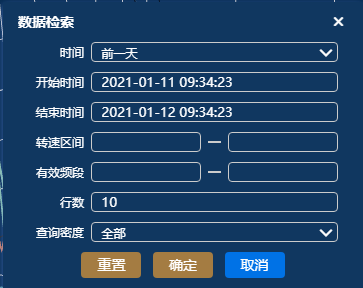 数据检索 ×
时间 前一天
开始时间 2021-01-11 09:34:23
结束时间 2021-01-12 09:34:23
转速区间 —
有效频段 —
行数 10
查询密度 全部
重置 确定 取消